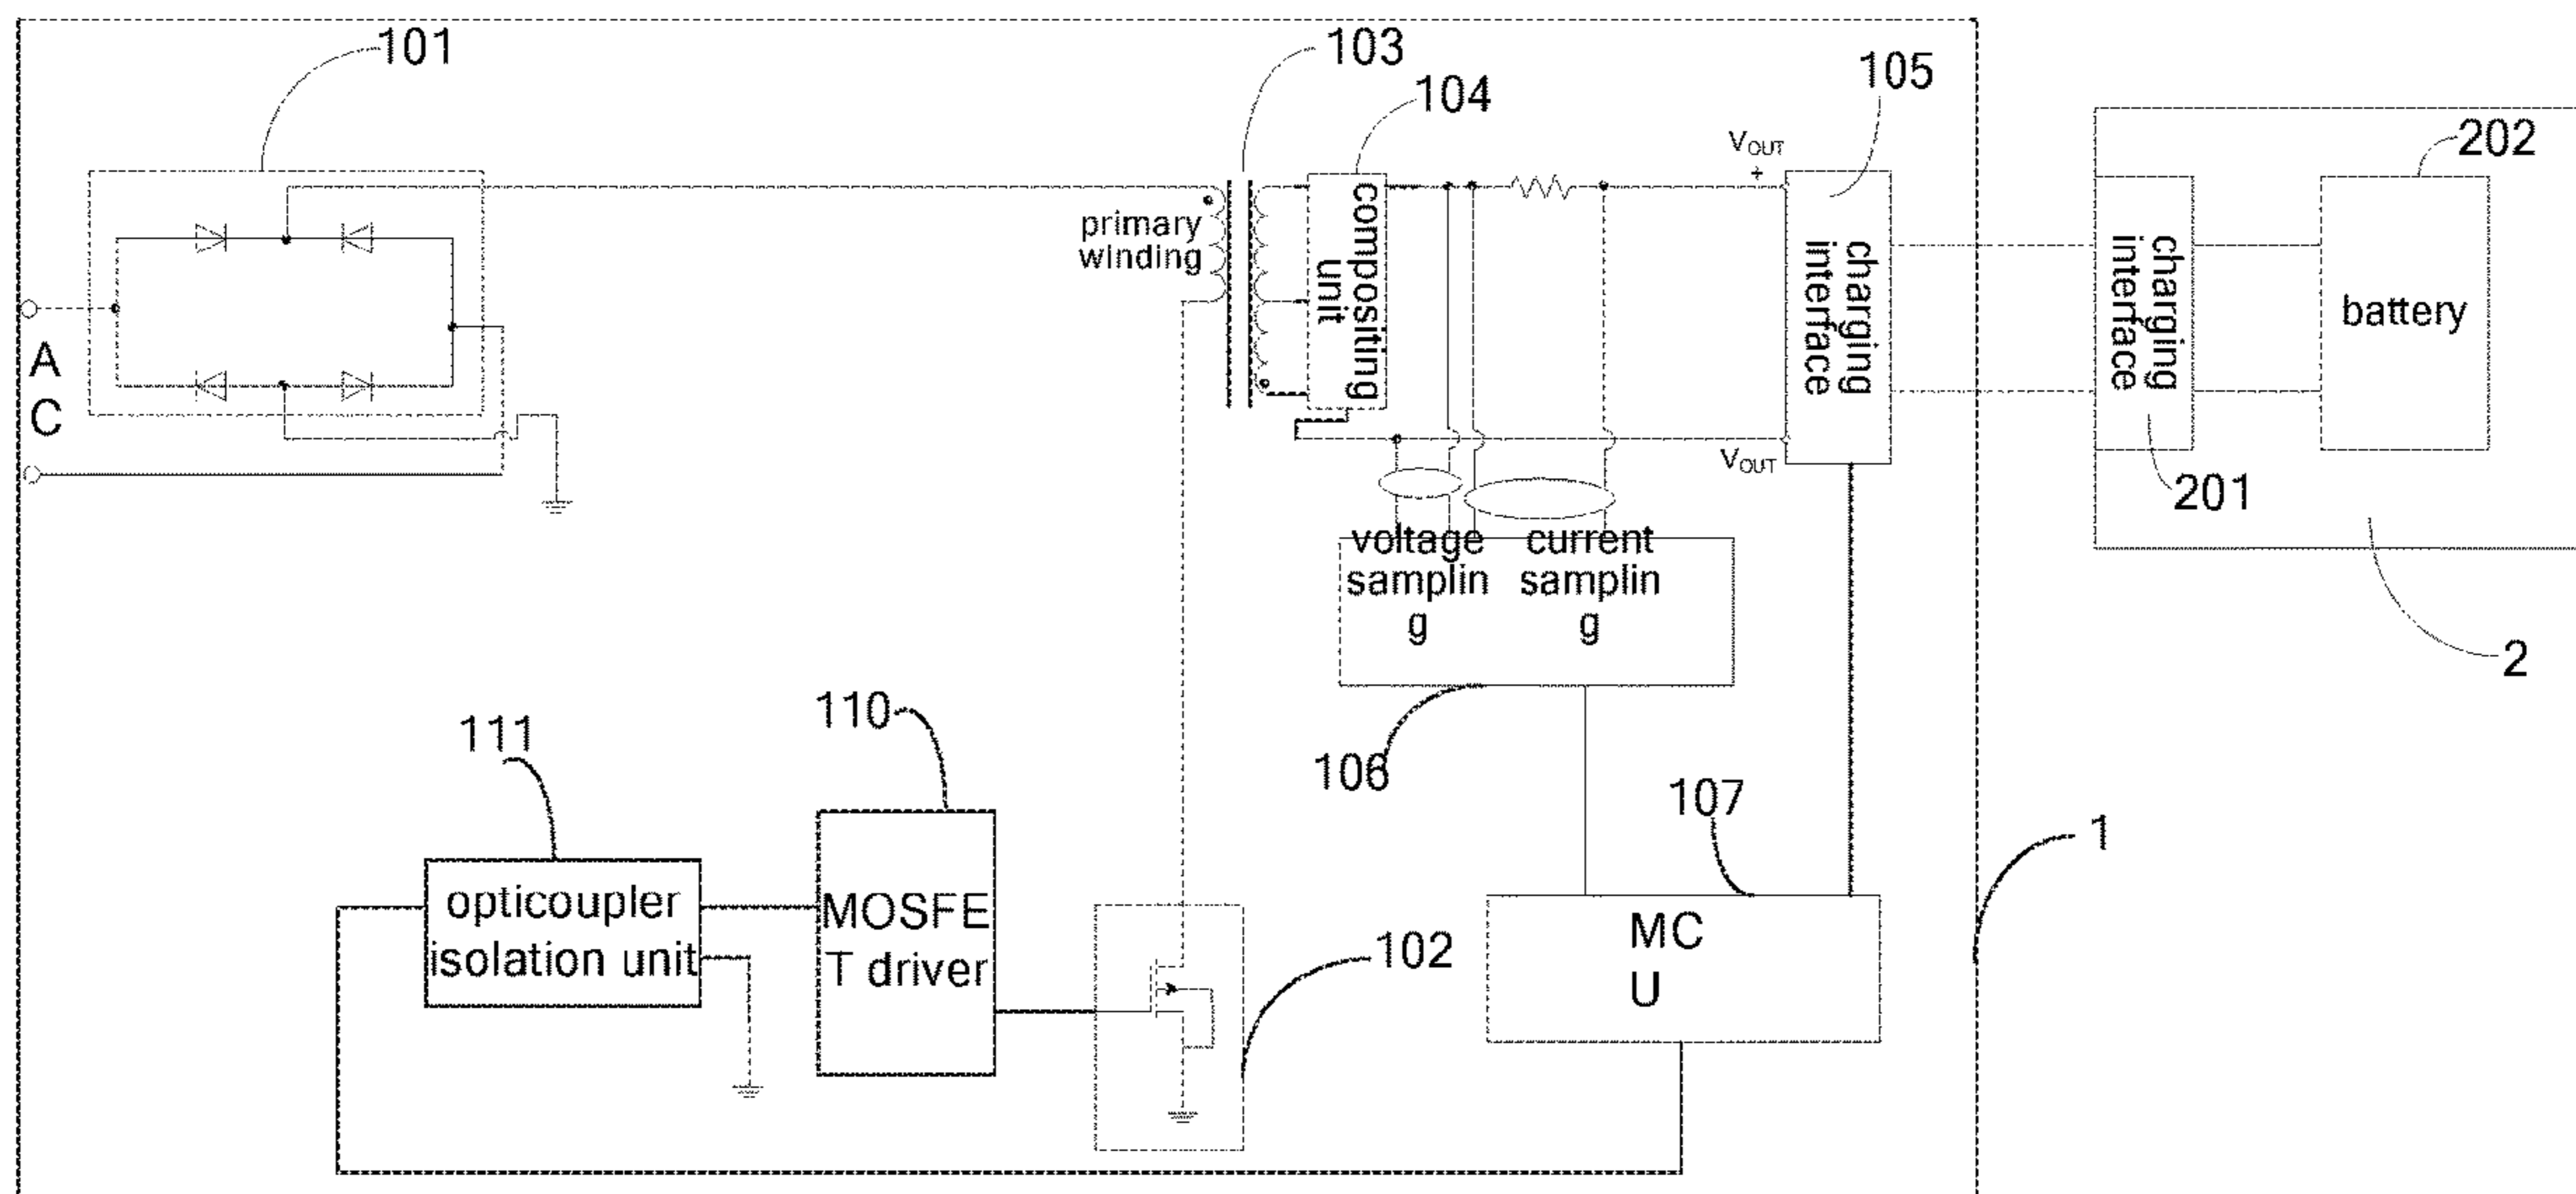 101
103
104
105
202
VOUT
+
primary
winding
compositing
unit
charging
interface
charging
interface
battery
A
C
VOUT
201
voltage
samplin
g
current
samplin
g
2
106
111
110
107
1
opticoupler
isolation unit
MOSFE
T driver
102
MC
U